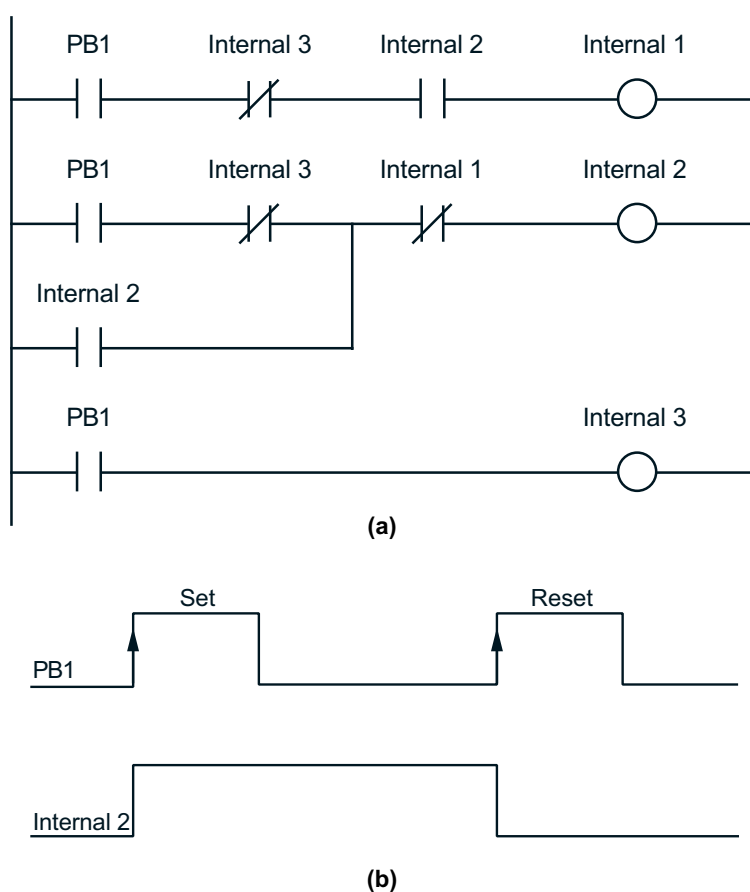 PB1 Internal 3 Internal 2 Internal 1
PB1 Internal 3 Internal 1 Internal 2
Internal 2
PB1 Internal 3
(a)
Set Reset
PB1
Internal 2
(b)